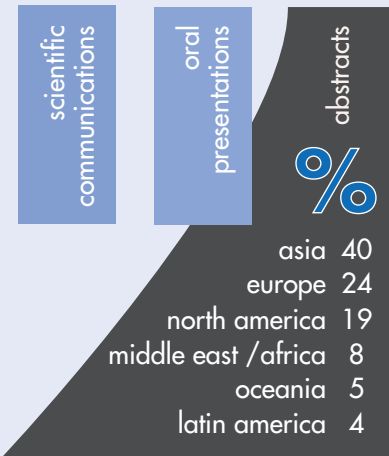 scientific
communications
oral
presentations
abstracts
%
asia 40
europe 24
north america 19
middle east /africa 8
oceania 5
latin america 4